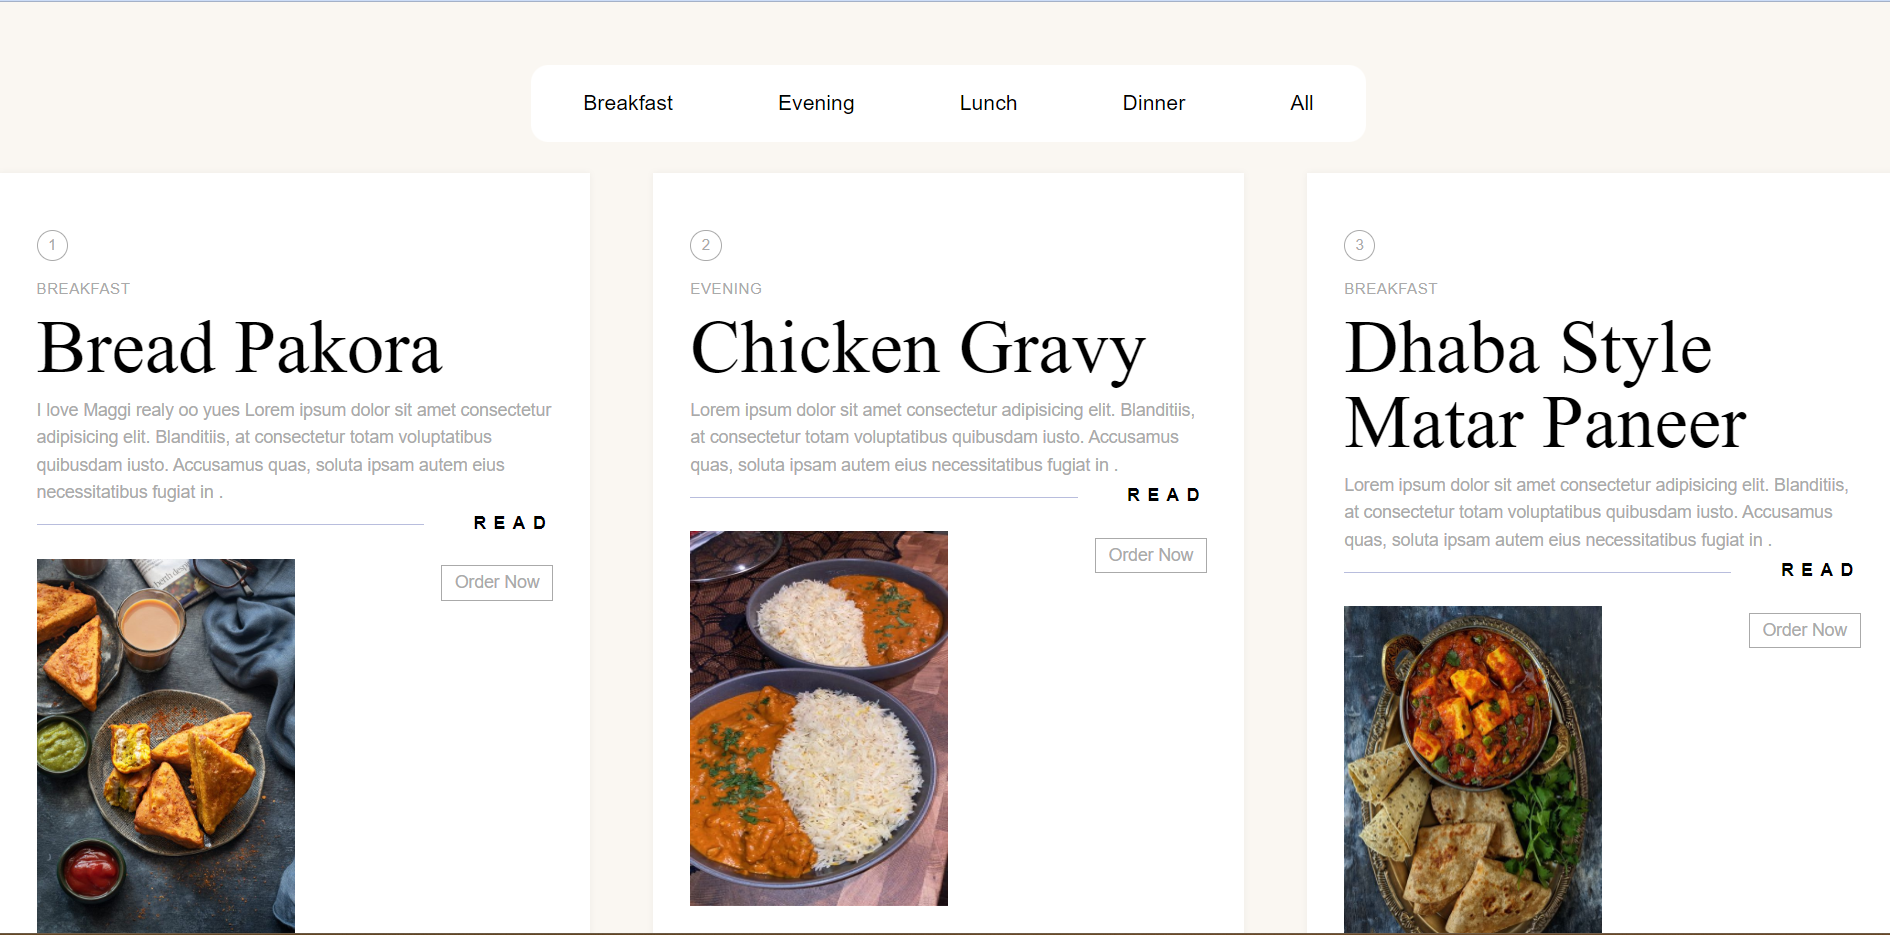 Breakfast Evening Lunch Dinner All
1
BREAKFAST
Bread Pakora
I love Maggi realy oo yues Lorem ipsum dolor sit amet consectetur
adipisicing elit. Blanditiis, at consectetur totam voluptatibus
quibusdam iusto. Accusamus quas, soluta ipsam autem eius
necessitatibus fugiat in .
READ
Order Now
2
EVENING
Chicken Gravy
Lorem ipsum dolor sit amet consectetur adipisicing elit. Blanditiis,
at consectetur totam voluptatibus quibusdam iusto. Accusamus
quas, soluta ipsam autem eius necessitatibus fugiat in .
READ
Order Now
3
BREAKFAST
Dhaba Style
Matar Paneer
Lorem ipsum dolor sit amet consectetur adipisicing elit. Blanditiis,
at consectetur totam voluptatibus quibusdam iusto. Accusamus
quas, soluta ipsam autem eius necessitatibus fugiat in .
READ
Order Now